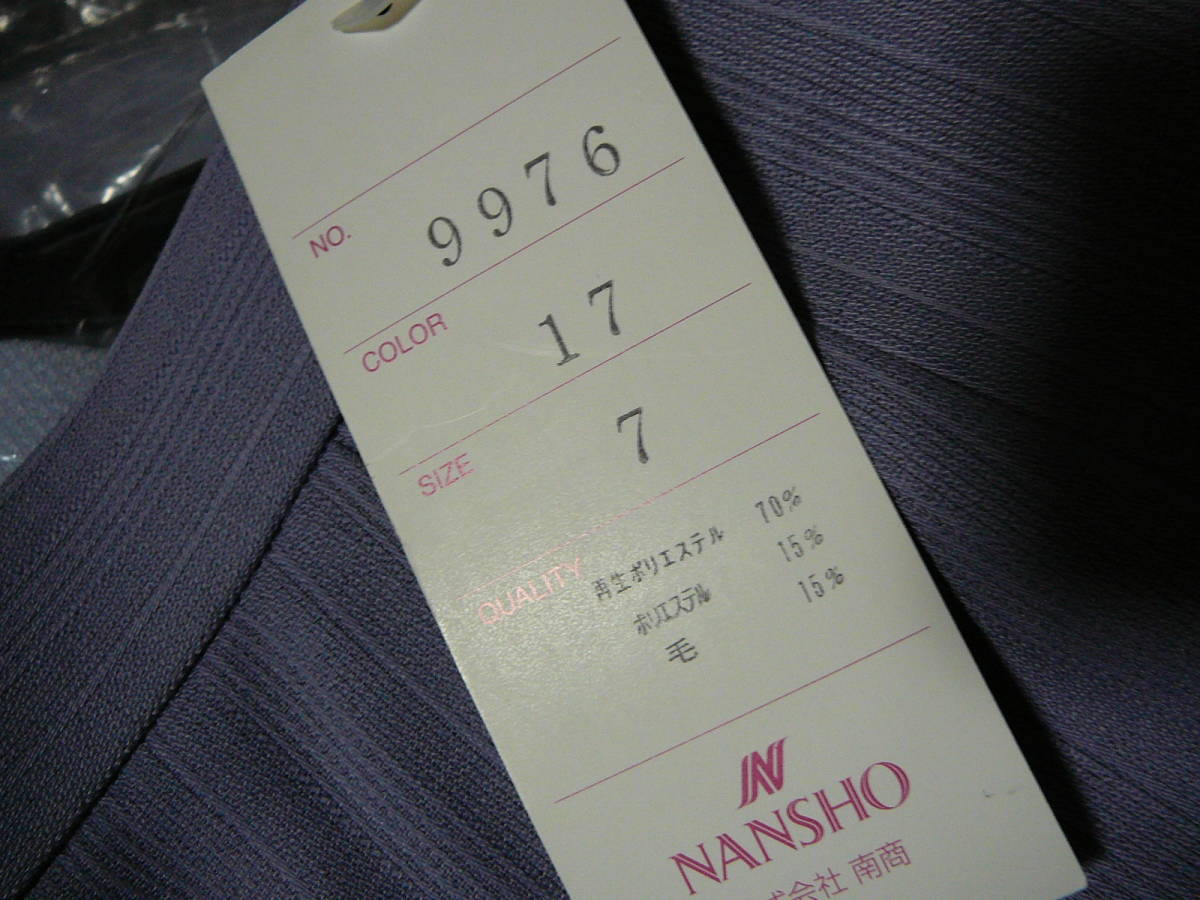 NO. 9976
COLOR 17
SIZE 7
QUALITY 再生ポリエステル 70%
ポリエステル 15%
毛 15%
NANSHO
式会社 南商